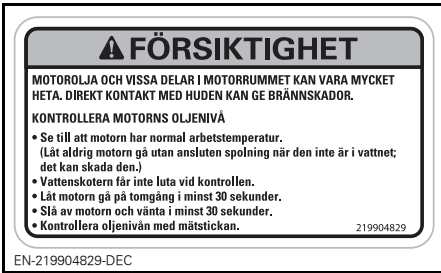 ⚠ FÖRSIKTIGHET
MOTOROLJA OCH VISSA DELAR I MOTORRUMMET KAN VARA MYCKET
HETA. DIREKT KONTAKT MED HUDEN KAN GE BRÄNNSKADOR.
KONTROLLERA MOTORNS OLJENIVÅ
• Se till att motorn har normal arbetstemperatur.
(Låt aldrig motorn gå utan ansluten spolning när den inte är i vattnet;
det kan skada den.)
• Vattenskotern får inte luta vid kontrollen.
• Låt motorn gå på tomgång i minst 30 sekunder.
• Slå av motorn och vänta i minst 30 sekunder.
• Kontrollera oljenivån med mätstickan.
219904829
EN-219904829-DEC